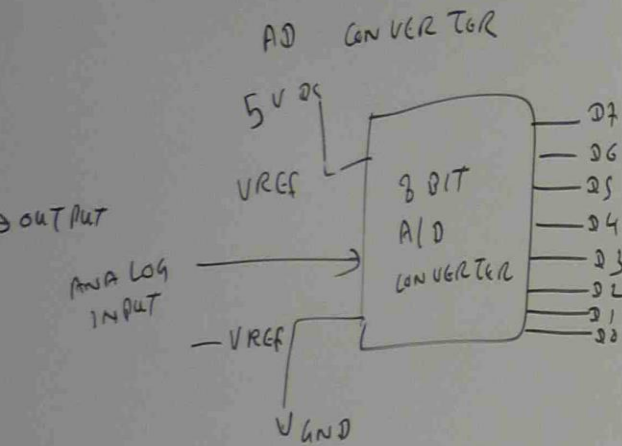 AD CONVERTER
5V DC
VREF
OUTPUT
ANALOG
INPUT
- VREF
V GND
8 BIT
A/D
CONVERTER
D7
D6
D5
D4
D3
D2
D1
D0